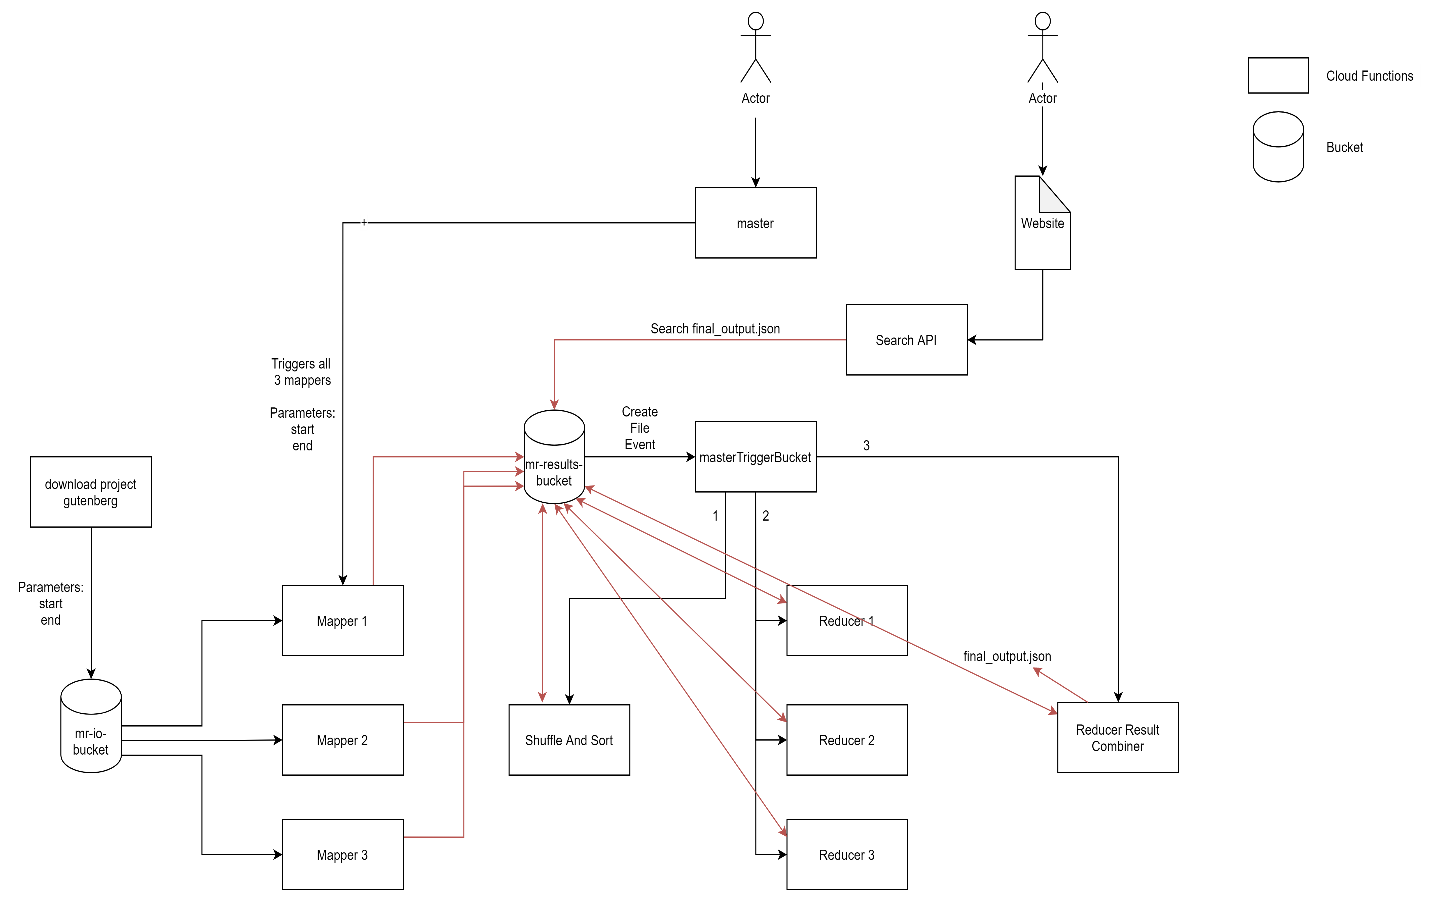 Actor
Actor
Cloud Functions
Bucket
master
Website
+
Search final_output.json
Search API
Triggers all
3 mappers
Parameters:
start
end
Create
File
Event
mr-results-
bucket
masterTriggerBucket
3
1
2
download project
gutenberg
Parameters:
start
end
Mapper 1
Reducer 1
final_output.json
mr-io-
bucket
Mapper 2
Shuffle And Sort
Reducer 2
Reducer Result
Combiner
Mapper 3
Reducer 3